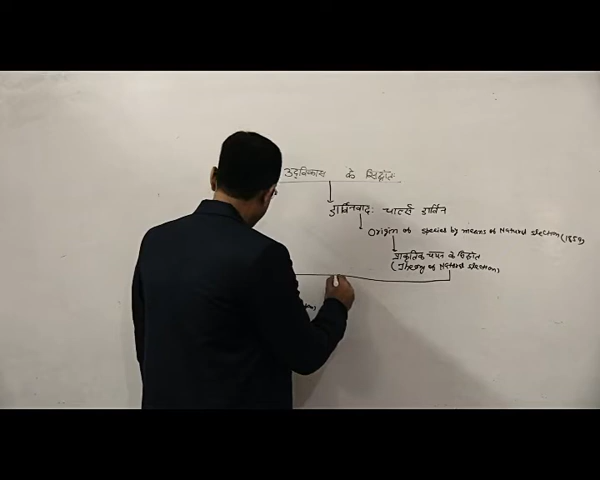 उद्विकास के सिद्धांत
डार्विनवाद: चार्ल्स डार्विन
Origin of species by means of Natural selection (1859)
प्राकृतिक चयन के सिद्धांत
(Theory of Natural selection)